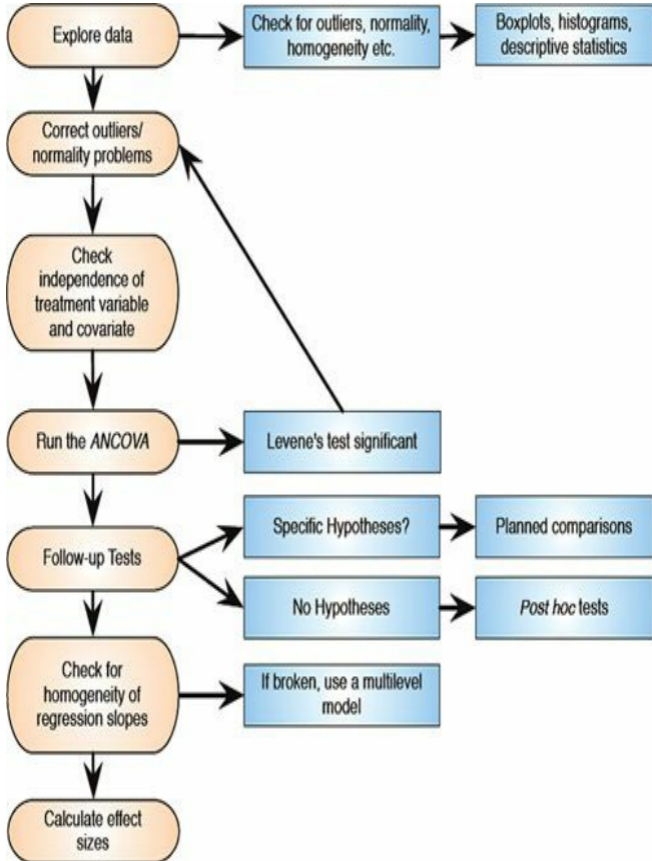 Explore data
Check for outliers, normality,
homogeneity etc.
Boxplots, histograms,
descriptive statistics
Correct outliers/
normality problems
Check
independence of
treatment variable
and covariate
Run the ANCOVA
Levene's test significant
Specific Hypotheses?
Planned comparisons
Follow-up Tests
No Hypotheses
Post hoc tests
Check for
homogeneity of
regression slopes
If broken, use a multilevel
model
Calculate effect
sizes